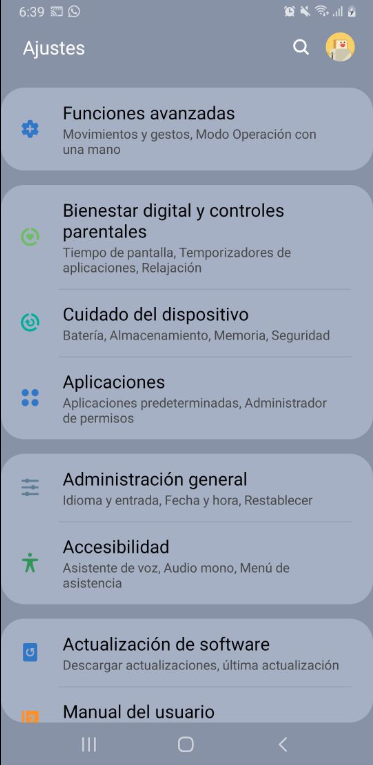 6:39
Ajustes
Funciones avanzadas
Movimientos y gestos, Modo Operación con
una mano
Bienestar digital y controles
parentales
Tiempo de pantalla, Temporizadores de
aplicaciones, Relajación
Cuidado del dispositivo
Batería, Almacenamiento, Memoria, Seguridad
Aplicaciones
Aplicaciones predeterminadas, Administrador
de permisos
Administración general
Idioma y entrada, Fecha y hora, Restablecer
Accesibilidad
Asistente de voz, Audio mono, Menú de
asistencia
Actualización de software
Descargar actualizaciones, última actualización
Manual del usuario